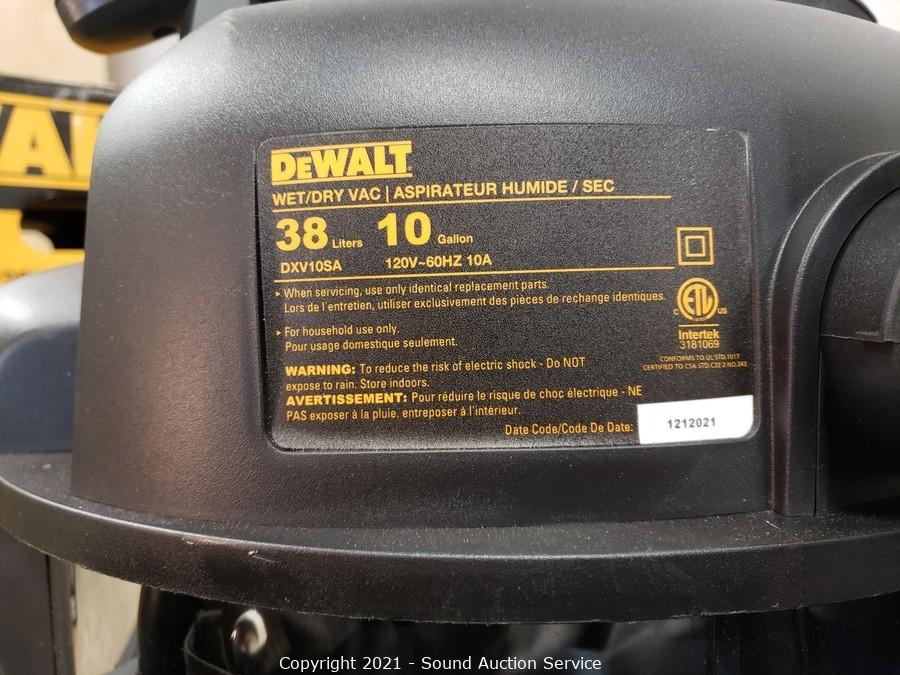 DEWALT
WET/DRY VAC | ASPIRATEUR HUMIDE / SEC
38 Liters 10 Gallon
DXV10SA 120V~60HZ 10A
▸ When servicing, use only identical replacement parts.
Lors de l'entretien, utiliser exclusivement des pièces de rechange identiques.
▸ For household use only.
Pour usage domestique seulement.
C ETL US
Intertek
3181069
CONFORMS TO UL STD.1017
CERTIFIED TO CSA STD.C22.2 NO.243
WARNING: To reduce the risk of electric shock - Do NOT
expose to rain. Store indoors.
AVERTISSEMENT: Pour réduire le risque de choc électrique - NE
PAS exposer à la pluie. entreposer à l'intérieur.
Date Code/Code De Date: 1212021
Copyright 2021 - Sound Auction Service